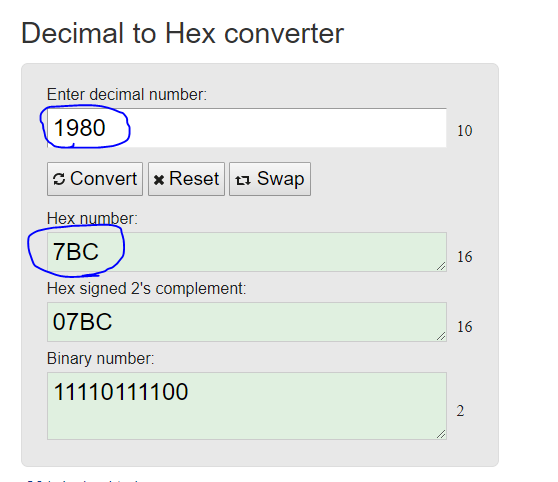 Decimal to Hex converter
Enter decimal number:
1980
10
Convert Reset Swap
Hex number:
7BC
16
Hex signed 2's complement:
07BC
16
Binary number:
11110111100
2